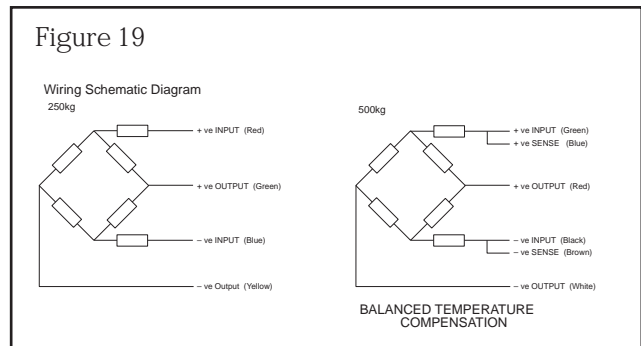 Figure 19
Wiring Schematic Diagram
250kg
+ ve INPUT (Red)
+ ve OUTPUT (Green)
– ve INPUT (Blue)
– ve Output (Yellow)
500kg
+ ve INPUT (Green)
+ ve SENSE (Blue)
+ ve OUTPUT (Red)
– ve INPUT (Black)
– ve SENSE (Brown)
– ve OUTPUT (White)
BALANCED TEMPERATURE
COMPENSATION